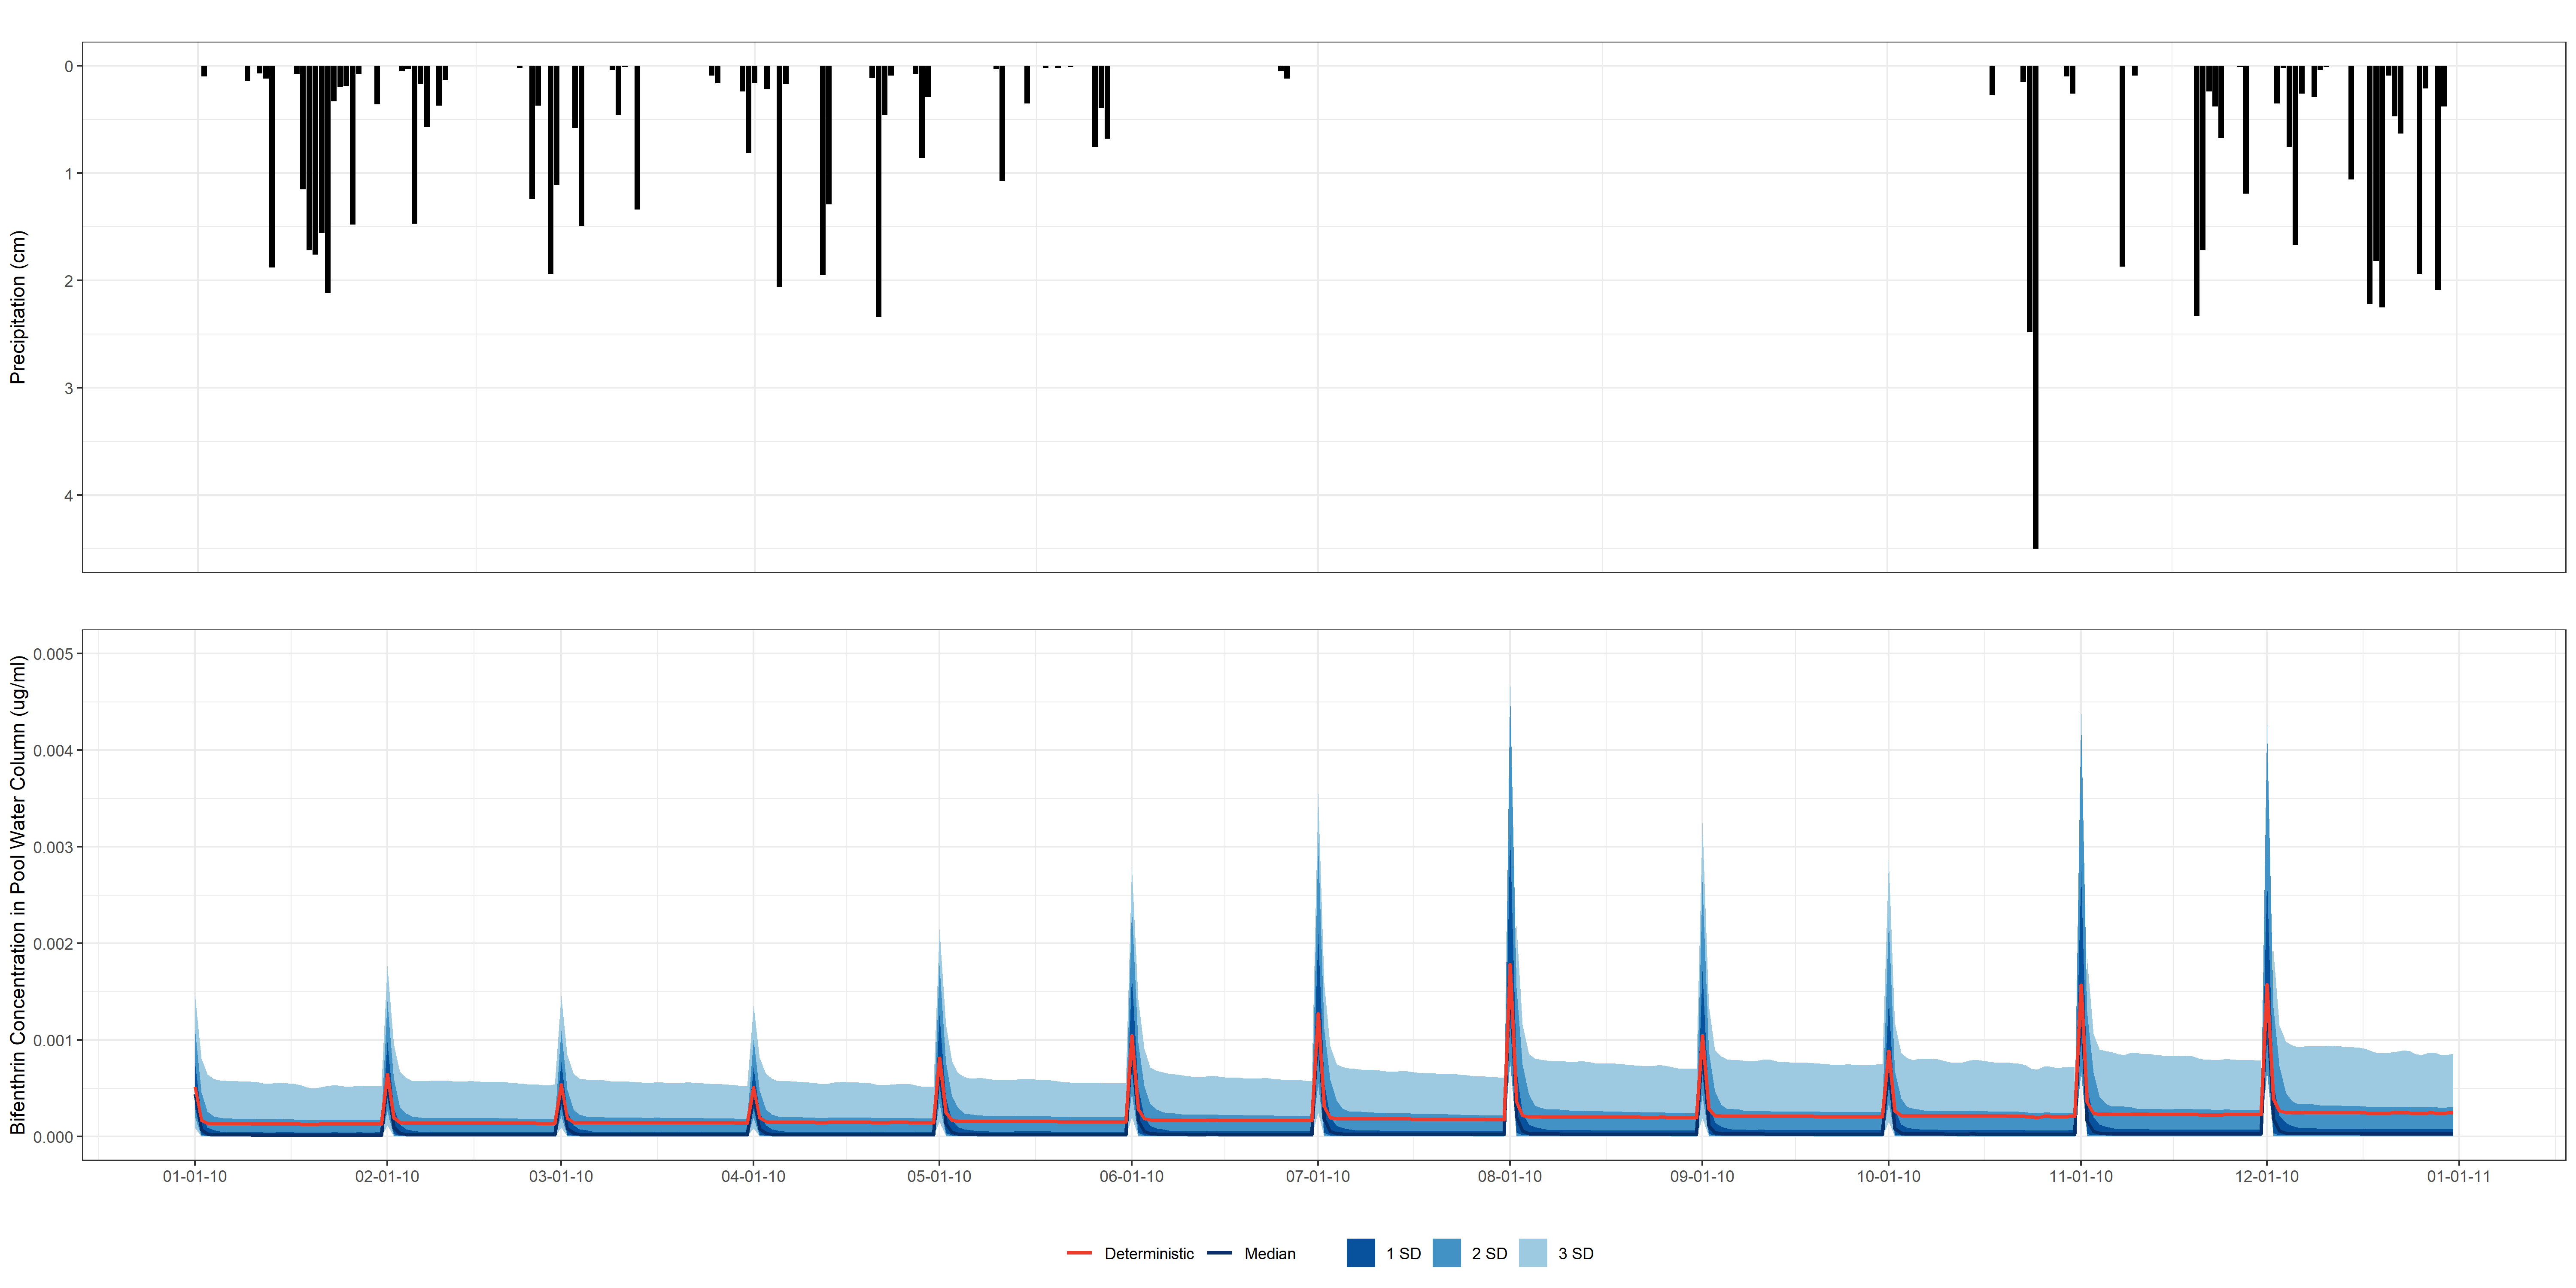 Precipitation (cm)
0
1
2
3
4
Bifenthrin Concentration in Pool Water Column (ug/ml)
0.005
0.004
0.003
0.002
0.001
0.000
01-01-10 02-01-10 03-01-10 04-01-10 05-01-10 06-01-10 07-01-10 08-01-10 09-01-10 10-01-10 11-01-10 12-01-10 01-01-11
Deterministic Median 1 SD 2 SD 3 SD